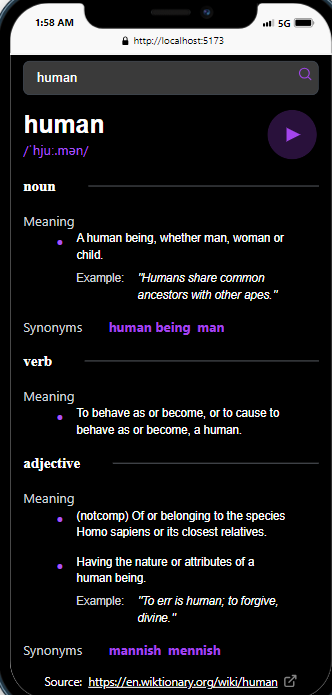 1:58 AM 5G
http://localhost:5173
human
human
/ˈhjuː.mən/
noun
Meaning
A human being, whether man, woman or
child.
Example: "Humans share common
ancestors with other apes."
Synonyms human being man
verb
Meaning
To behave as or become, or to cause to
behave as or become, a human.
adjective
Meaning
(notcomp) Of or belonging to the species
Homo sapiens or its closest relatives.
Having the nature or attributes of a
human being.
Example: "To err is human; to forgive,
divine."
Synonyms mannish mennish
Source: https://en.wiktionary.org/wiki/human